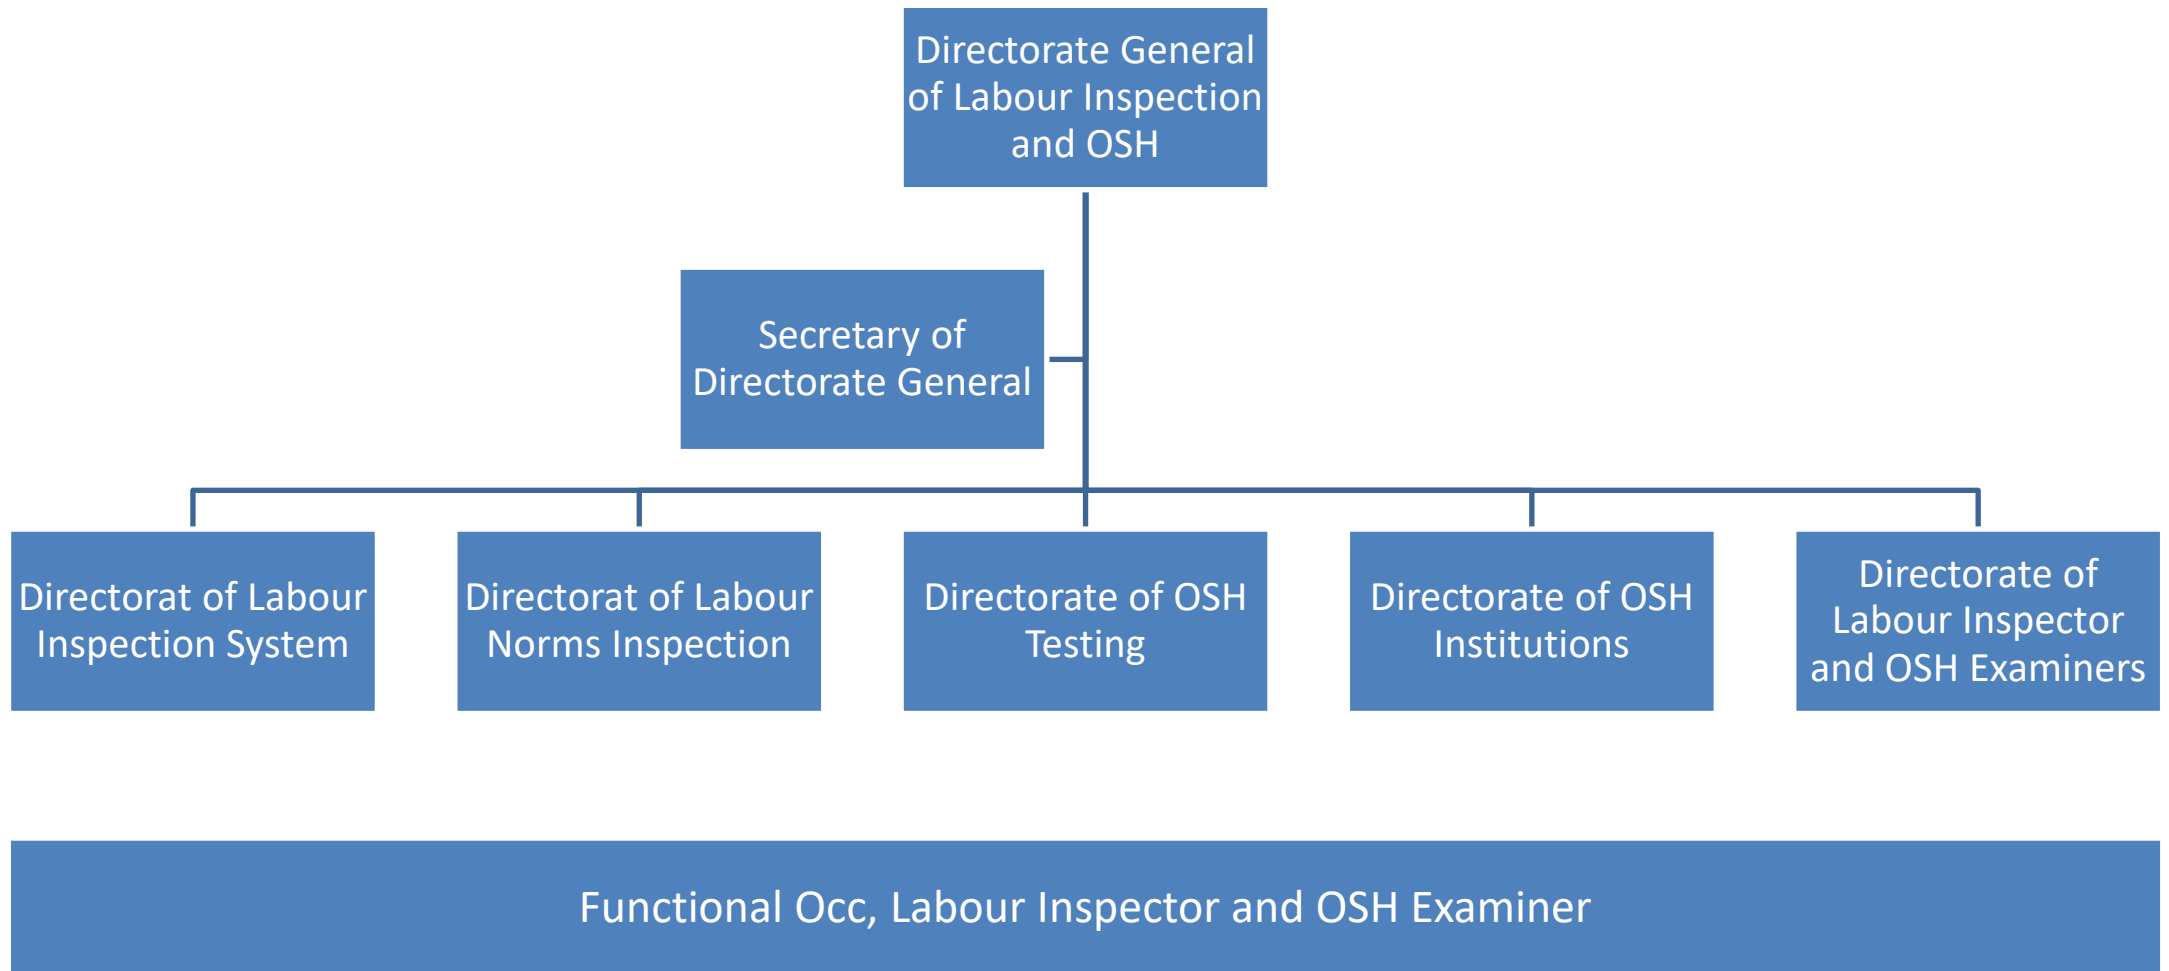 Directorate General
of Labour Inspection
and OSH
Secretary of
Directorate General
Directorat of Labour
Inspection System
Directorat of Labour
Norms Inspection
Directorate of OSH
Testing
Directorate of OSH
Institutions
Directorate of
Labour Inspector
and OSH Examiners
Functional Occ, Labour Inspector and OSH Examiner